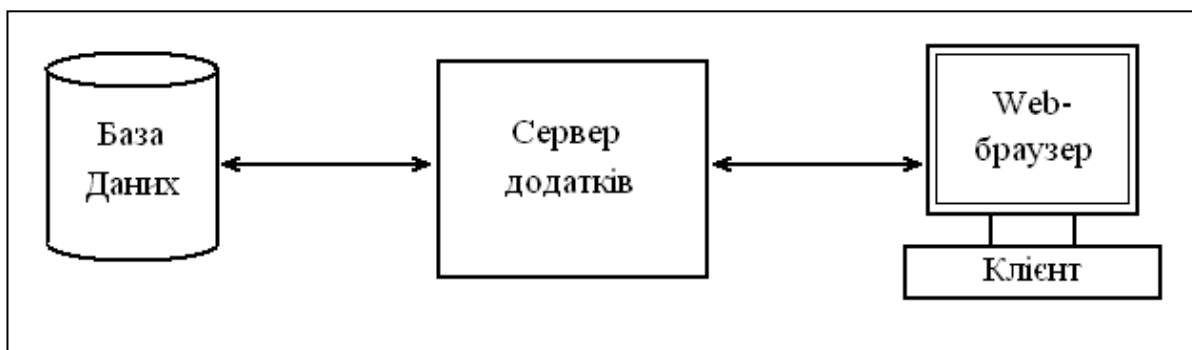 База
Даних
Сервер
додатків
Web-
браузер
Клієнт